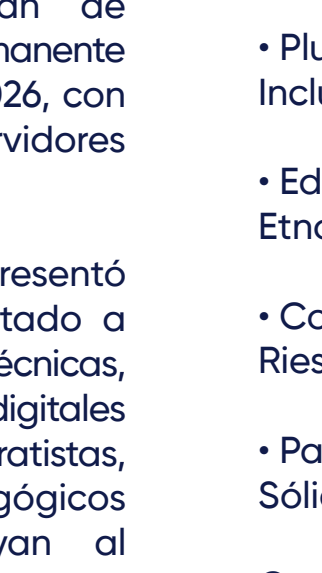 an de
nanente
026, con
rvidores
resentó
tado a
écnicas,
digitales
ratistas,
gógicos
yan al
• Plu
Inclu
• Ed
Etno
• Co
Ries
• Pa
Sóli